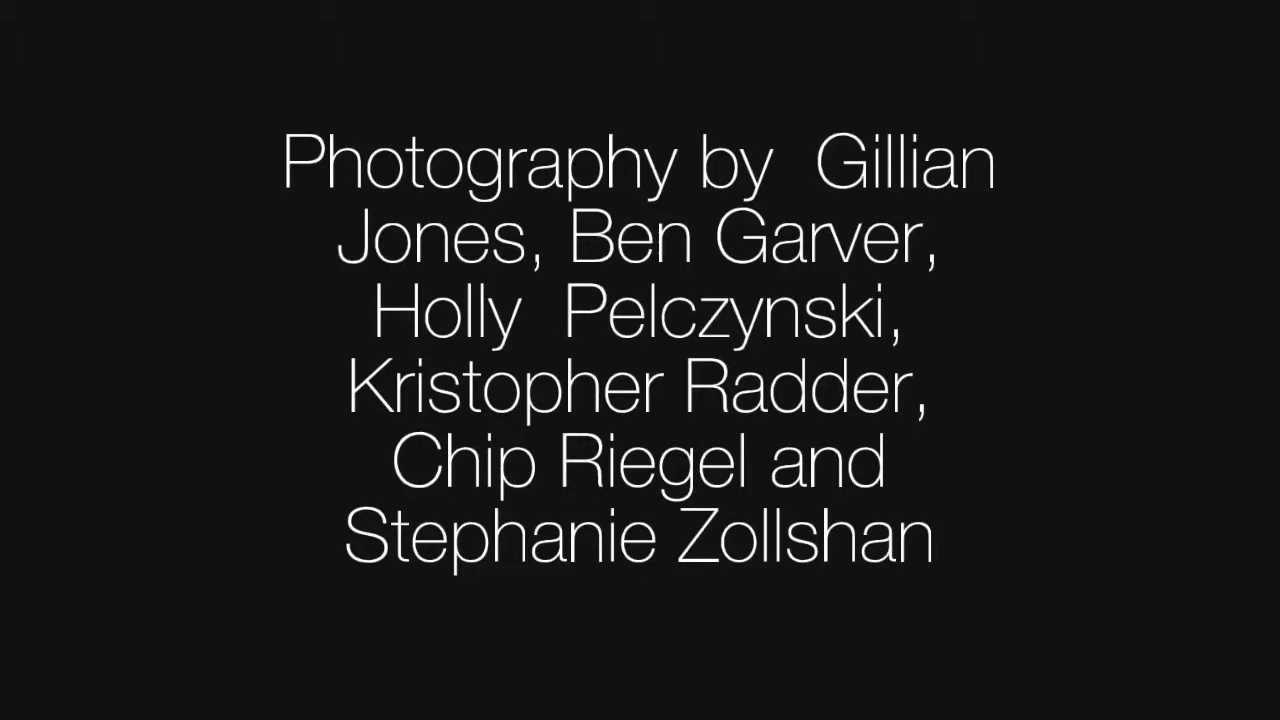 Photography by  Gillian
Jones, Ben Garver,
Holly  Pelczynski,
Kristopher Radder,
Chip Riegel and
Stephanie Zollshan